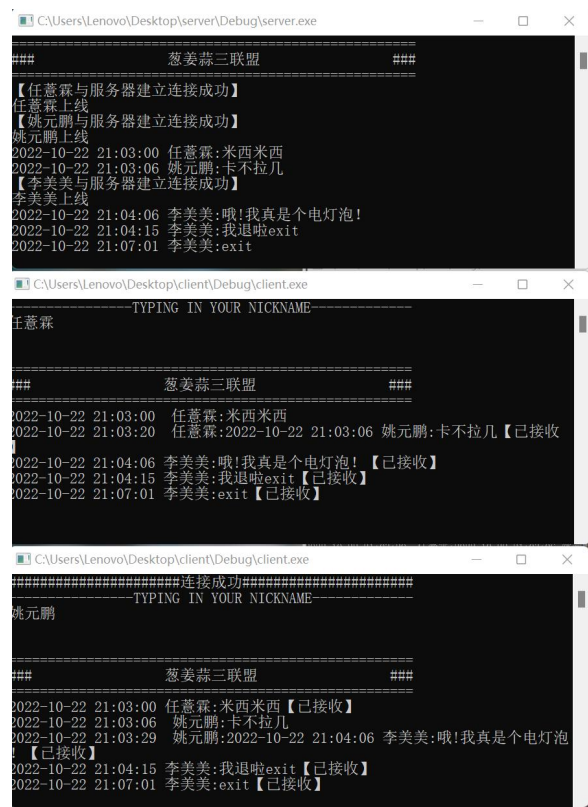 C:\Users\Lenovo\Desktop\server\Debug\server.exe
=====================================================
### 葱姜蒜三联盟 ###
=====================================================
【任薏霖与服务器建立连接成功】
任薏霖上线
【姚元鹏与服务器建立连接成功】
姚元鹏上线
2022-10-22 21:03:00 任薏霖:米西米西
2022-10-22 21:03:06 姚元鹏:卡不拉几
【李美美与服务器建立连接成功】
李美美上线
2022-10-22 21:04:06 李美美:哦!我真是个电灯泡!
2022-10-22 21:04:15 李美美:我退啦exit
2022-10-22 21:07:01 李美美:exit
C:\Users\Lenovo\Desktop\client\Debug\client.exe
----------------TYPING IN YOUR NICKNAME-------------
任薏霖
=====================================================
### 葱姜蒜三联盟 ###
=====================================================
2022-10-22 21:03:00 任薏霖:米西米西
2022-10-22 21:03:20 任薏霖:2022-10-22 21:03:06 姚元鹏:卡不拉几【已接收
】
2022-10-22 21:04:06 李美美:哦!我真是个电灯泡!【已接收】
2022-10-22 21:04:15 李美美:我退啦exit【已接收】
2022-10-22 21:07:01 李美美:exit【已接收】
C:\Users\Lenovo\Desktop\client\Debug\client.exe
######################连接成功######################
----------------TYPING IN YOUR NICKNAME-------------
姚元鹏
=====================================================
### 葱姜蒜三联盟 ###
=====================================================
2022-10-22 21:03:00 任薏霖:米西米西【已接收】
2022-10-22 21:03:06 姚元鹏:卡不拉几
2022-10-22 21:03:29 姚元鹏:2022-10-22 21:04:06 李美美:哦!我真是个电灯泡
!【已接收】
2022-10-22 21:04:15 李美美:我退啦exit【已接收】
2022-10-22 21:07:01 李美美:exit【已接收】